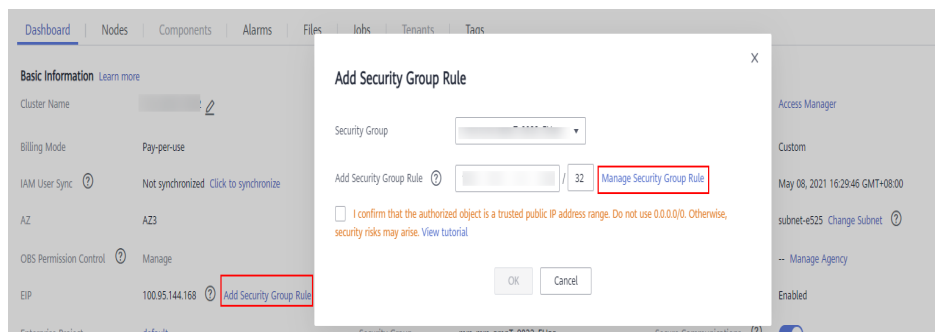 Dashboard Nodes Components Alarms Files Jobs Tenants Tags
Basic Information Learn more
Cluster Name
Access Manager
Billing Mode Pay-per-use
Custom
IAM User Sync ? Not synchronized Click to synchronize
May 08, 2021 16:29:46 GMT+08:00
AZ AZ3
subnet-e525 Change Subnet ?
OBS Permission Control ? Manage
-- Manage Agency
EIP 100.95.144.168 ? Add Security Group Rule
Enabled
X
Add Security Group Rule
Security Group
Add Security Group Rule ? / 32 Manage Security Group Rule
I confirm that the authorized object is a trusted public IP address range. Do not use 0.0.0.0/0. Otherwise,
security risks may arise. View tutorial
OK Cancel
Enterprise Project default Security Group Secure Communications ?